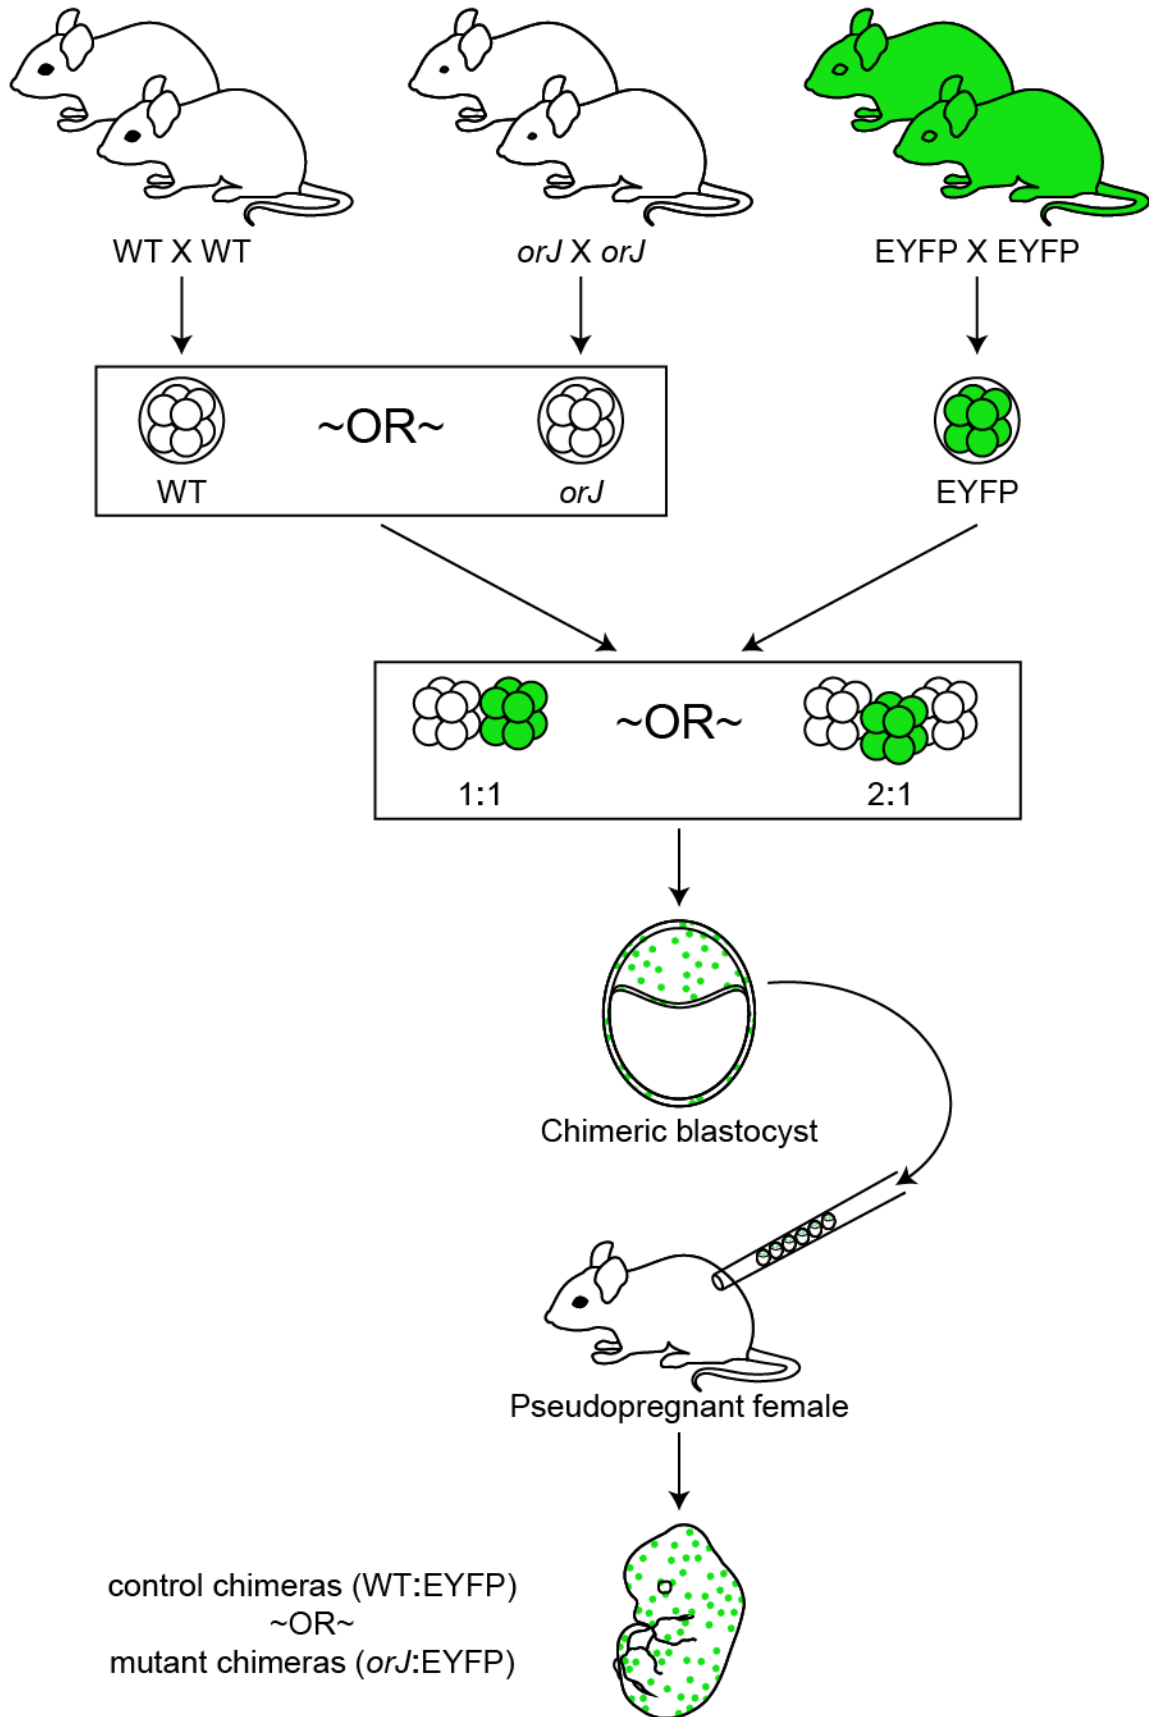 WT X WT
orJ X orJ
EYFP X EYFP
~OR~
WT
orJ
EYFP
~OR~
1:1
2:1
Chimeric blastocyst
Pseudopregnant female
control chimeras (WT:EYFP)
~OR~
mutant chimeras (orJ:EYFP)